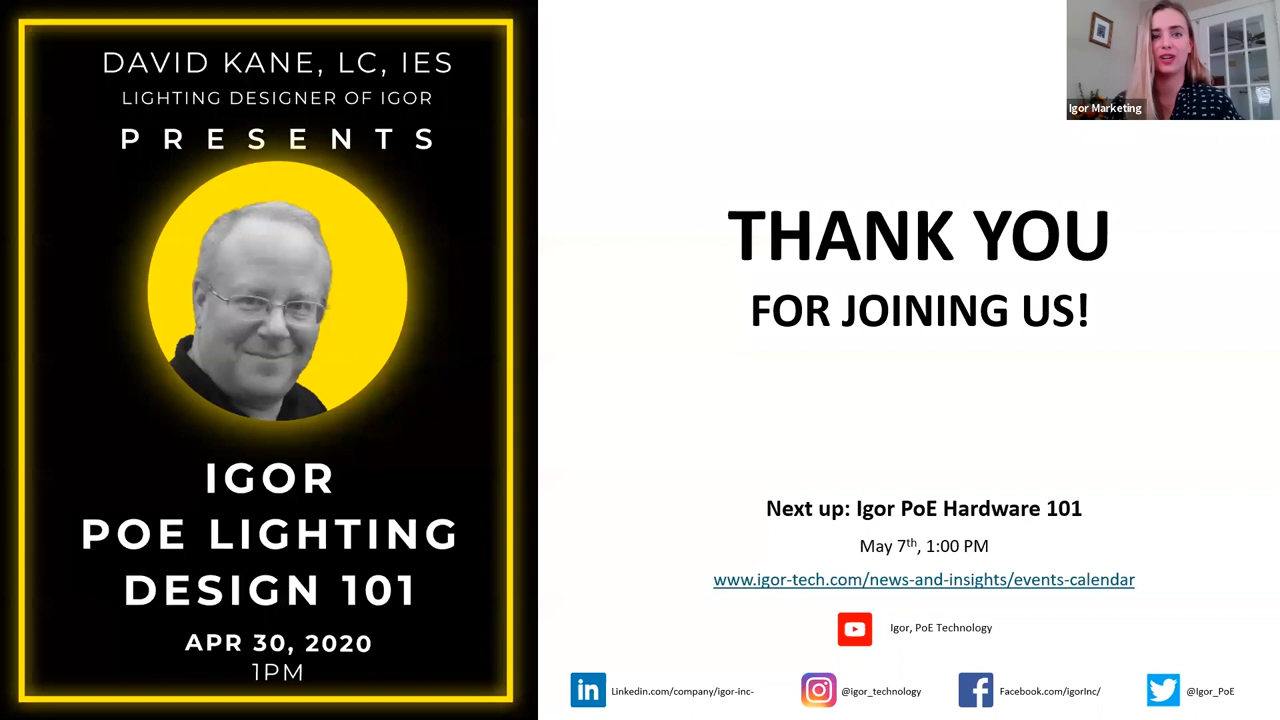 DAVID KANE, LC, IES
LIGHTING DESIGNER OF IGOR
PRESENTS
IGOR
POE LIGHTING
DESIGN 101
APR 30, 2020
1PM
Igor Marketing
THANK YOU
FOR JOINING US!
Next up: Igor PoE Hardware 101
May 7th, 1:00 PM
www.igor-tech.com/news-and-insights/events-calendar
Igor, PoE Technology
Linkedin.com/company/igor-inc-
@igor_technology
Facebook.com/igorInc/
@Igor_PoE